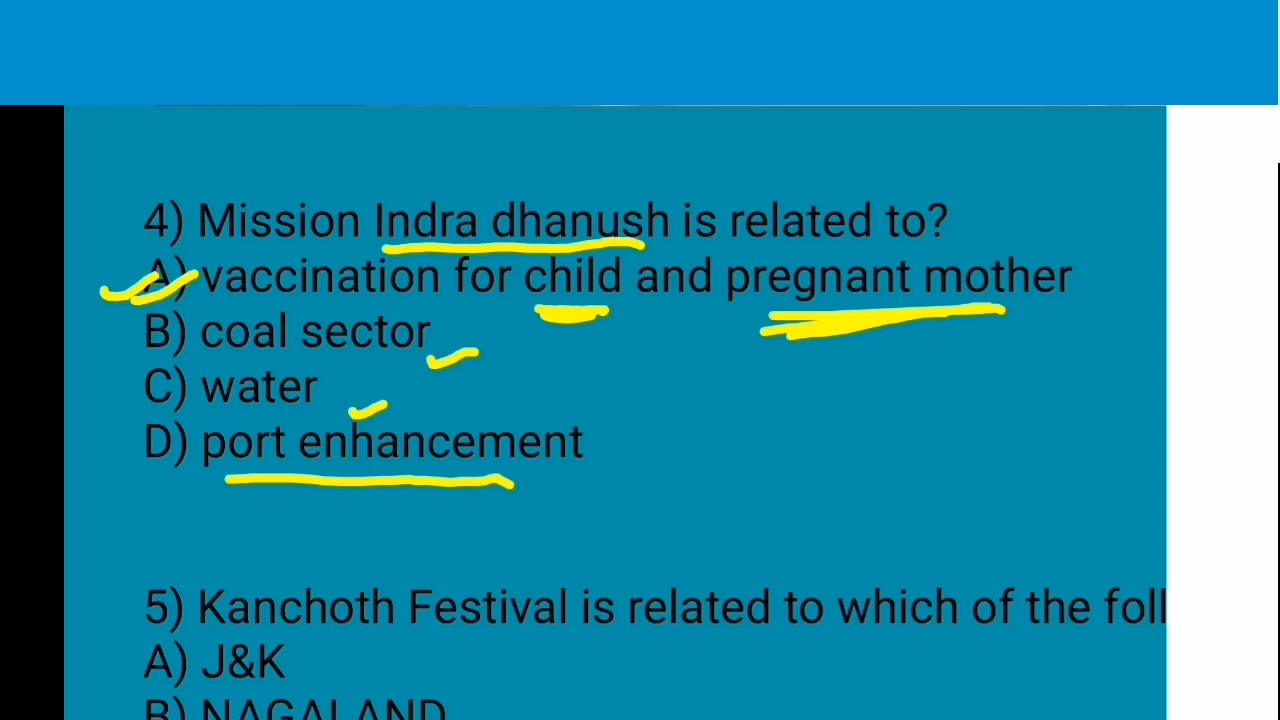 4) Mission Indra dhanush is related to?
A) vaccination for child and pregnant mother
B) coal sector
C) water
D) port enhancement
5) Kanchoth Festival is related to which of the foll
A) J&K
B) NAGALAND